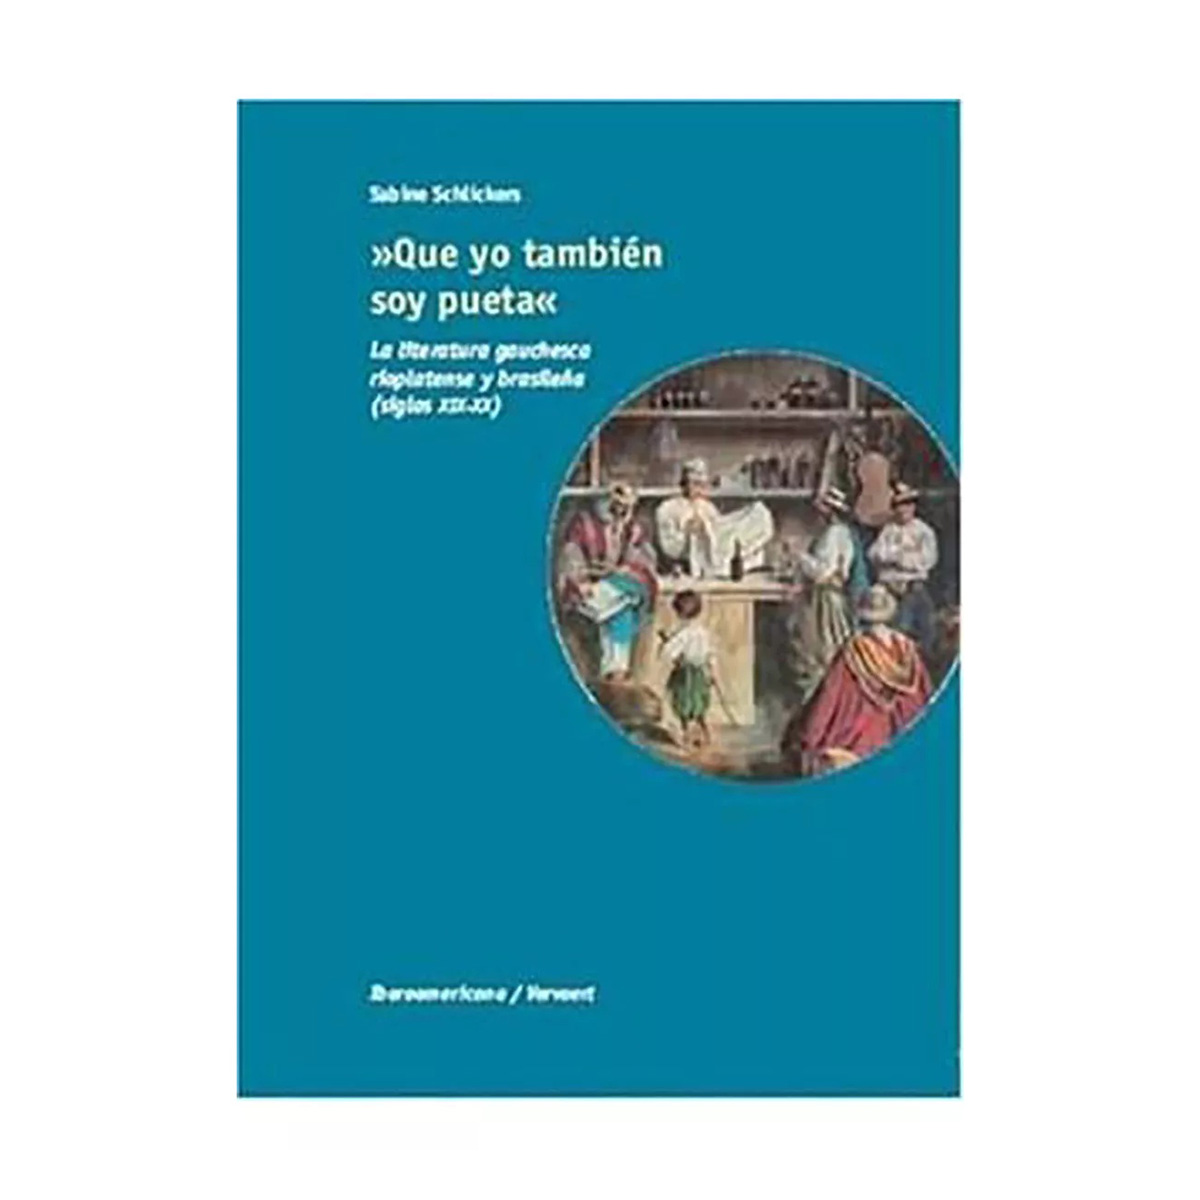 Sabine Schlickers
»Que yo también
soy pueta«
La literatura gauchesca
rioplatense y brasileña
(siglos XIX-XX)
Iberoamericana / Vervuert